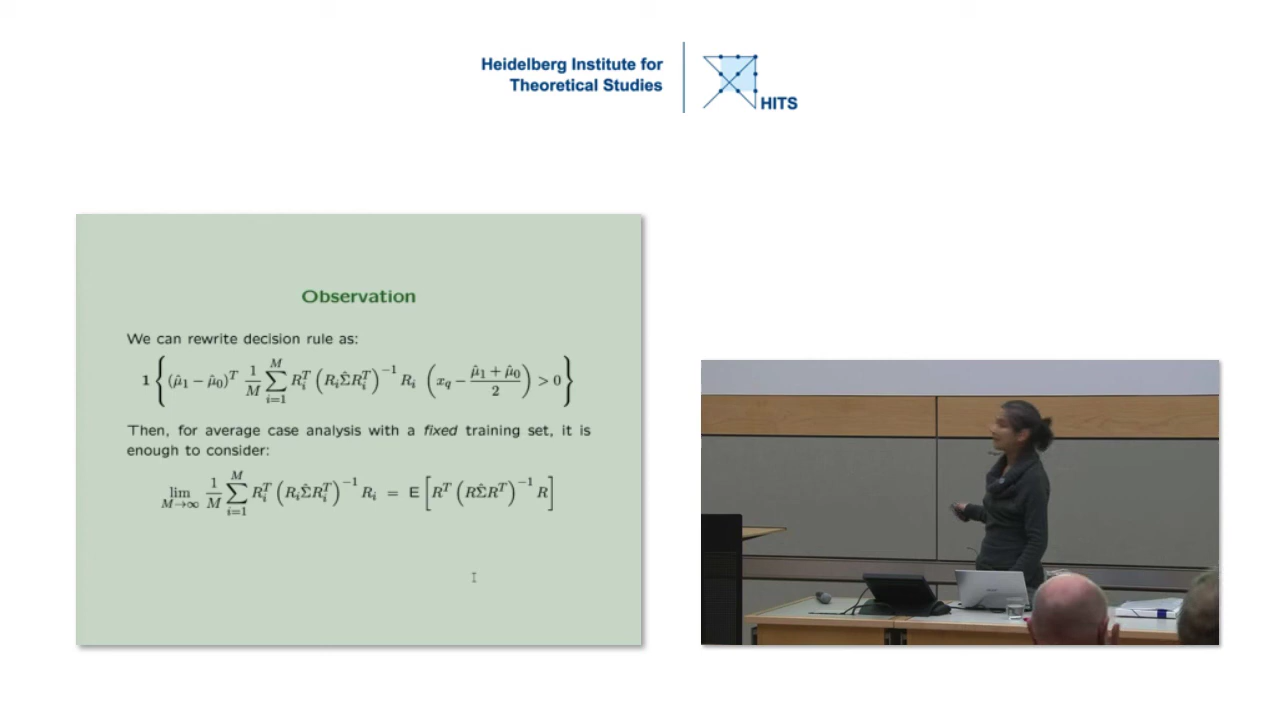 Heidelberg Institute for
Theoretical Studies
HITS
Observation
We can rewrite decision rule as:
1 { (μ̂₁ − μ̂₀)ᵀ 1/M ∑_{i=1}^{M} Rᵢᵀ (RᵢΣ̂Rᵢᵀ)⁻¹ Rᵢ (x_q − (μ̂₁ + μ̂₀)/2) > 0 }
Then, for average case analysis with a fixed training set, it is
enough to consider:
lim_{M→∞} 1/M ∑_{i=1}^{M} Rᵢᵀ (RᵢΣ̂Rᵢᵀ)⁻¹ Rᵢ = E [Rᵀ (RΣ̂Rᵀ)⁻¹ R]